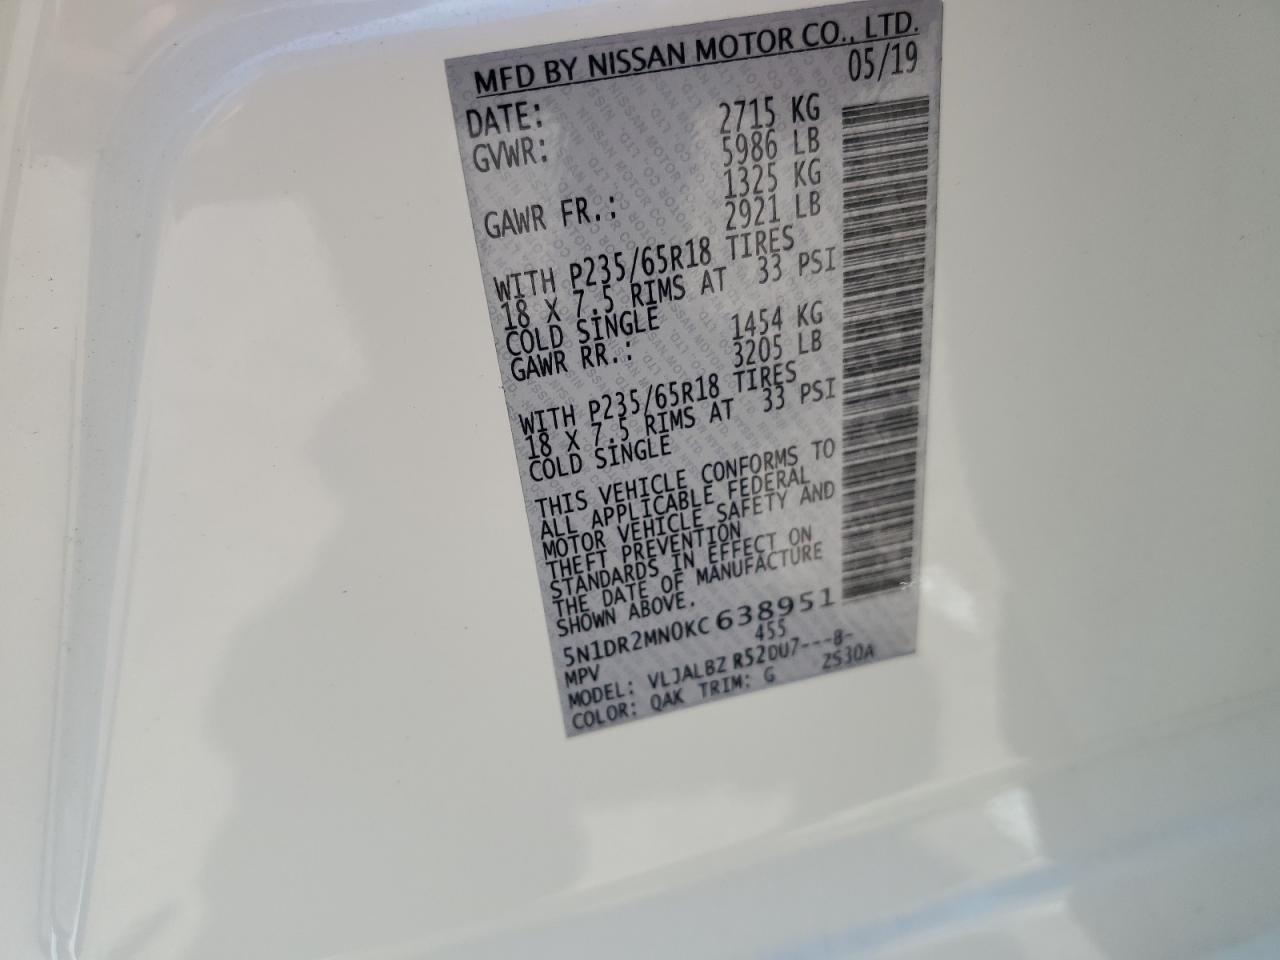 MFD BY NISSAN MOTOR CO., LTD.
DATE: 05/19
GVWR: 2715 KG
5986 LB
GAWR FR.: 1325 KG
2921 LB
WITH P235/65R18 TIRES
18 X 7.5 RIMS AT 33 PSI
COLD SINGLE
GAWR RR.: 1454 KG
3205 LB
WITH P235/65R18 TIRES
18 X 7.5 RIMS AT 33 PSI
COLD SINGLE
THIS VEHICLE CONFORMS TO
ALL APPLICABLE FEDERAL
MOTOR VEHICLE SAFETY AND
THEFT PREVENTION
STANDARDS IN EFFECT ON
THE DATE OF MANUFACTURE
SHOWN ABOVE.
5N1DR2MN0KC638951
MPV 455
MODEL: VLJALBZ R52DU7---8-
COLOR: QAK TRIM: G 2S30A